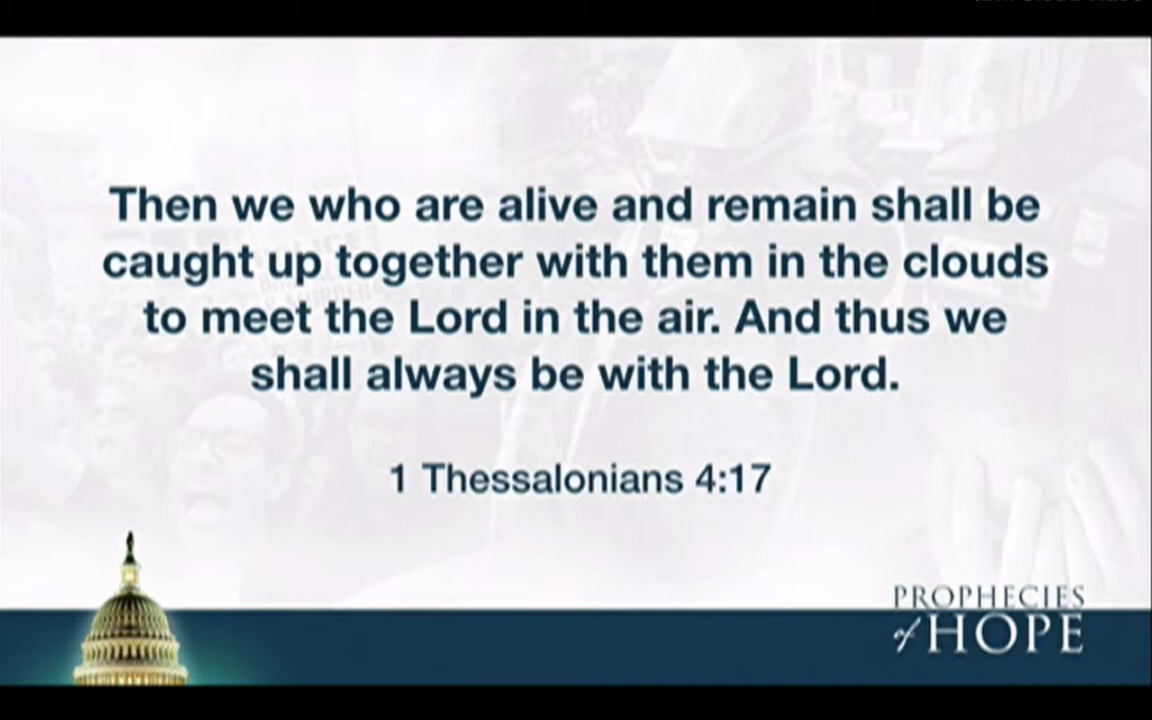 Then we who are alive and remain shall be
caught up together with them in the clouds
to meet the Lord in the air. And thus we
shall always be with the Lord.
1 Thessalonians 4:17
PROPHECIES
of HOPE